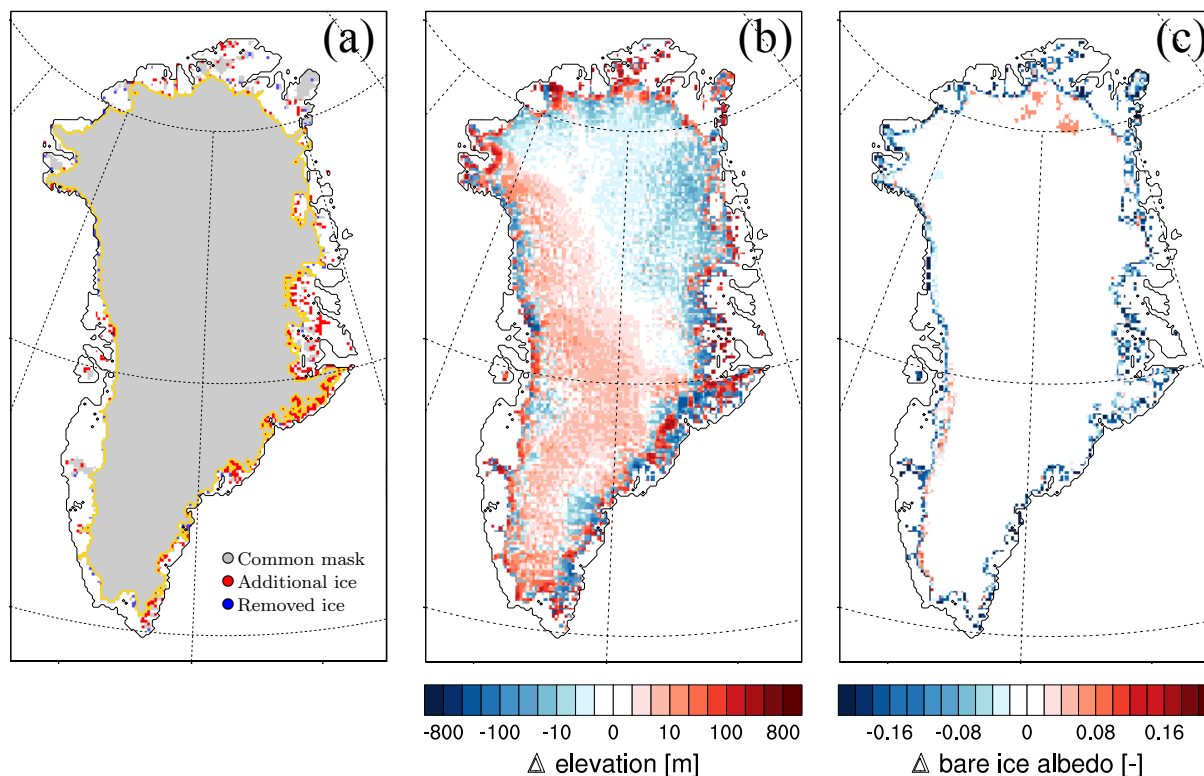 (a)
(b)
(c)
Common mask
Additional ice
Removed ice
-800 -100 -10 0 10 100 800
Δ elevation [m]
-0.16 -0.08 0 0.08 0.16
Δ bare ice albedo [-]